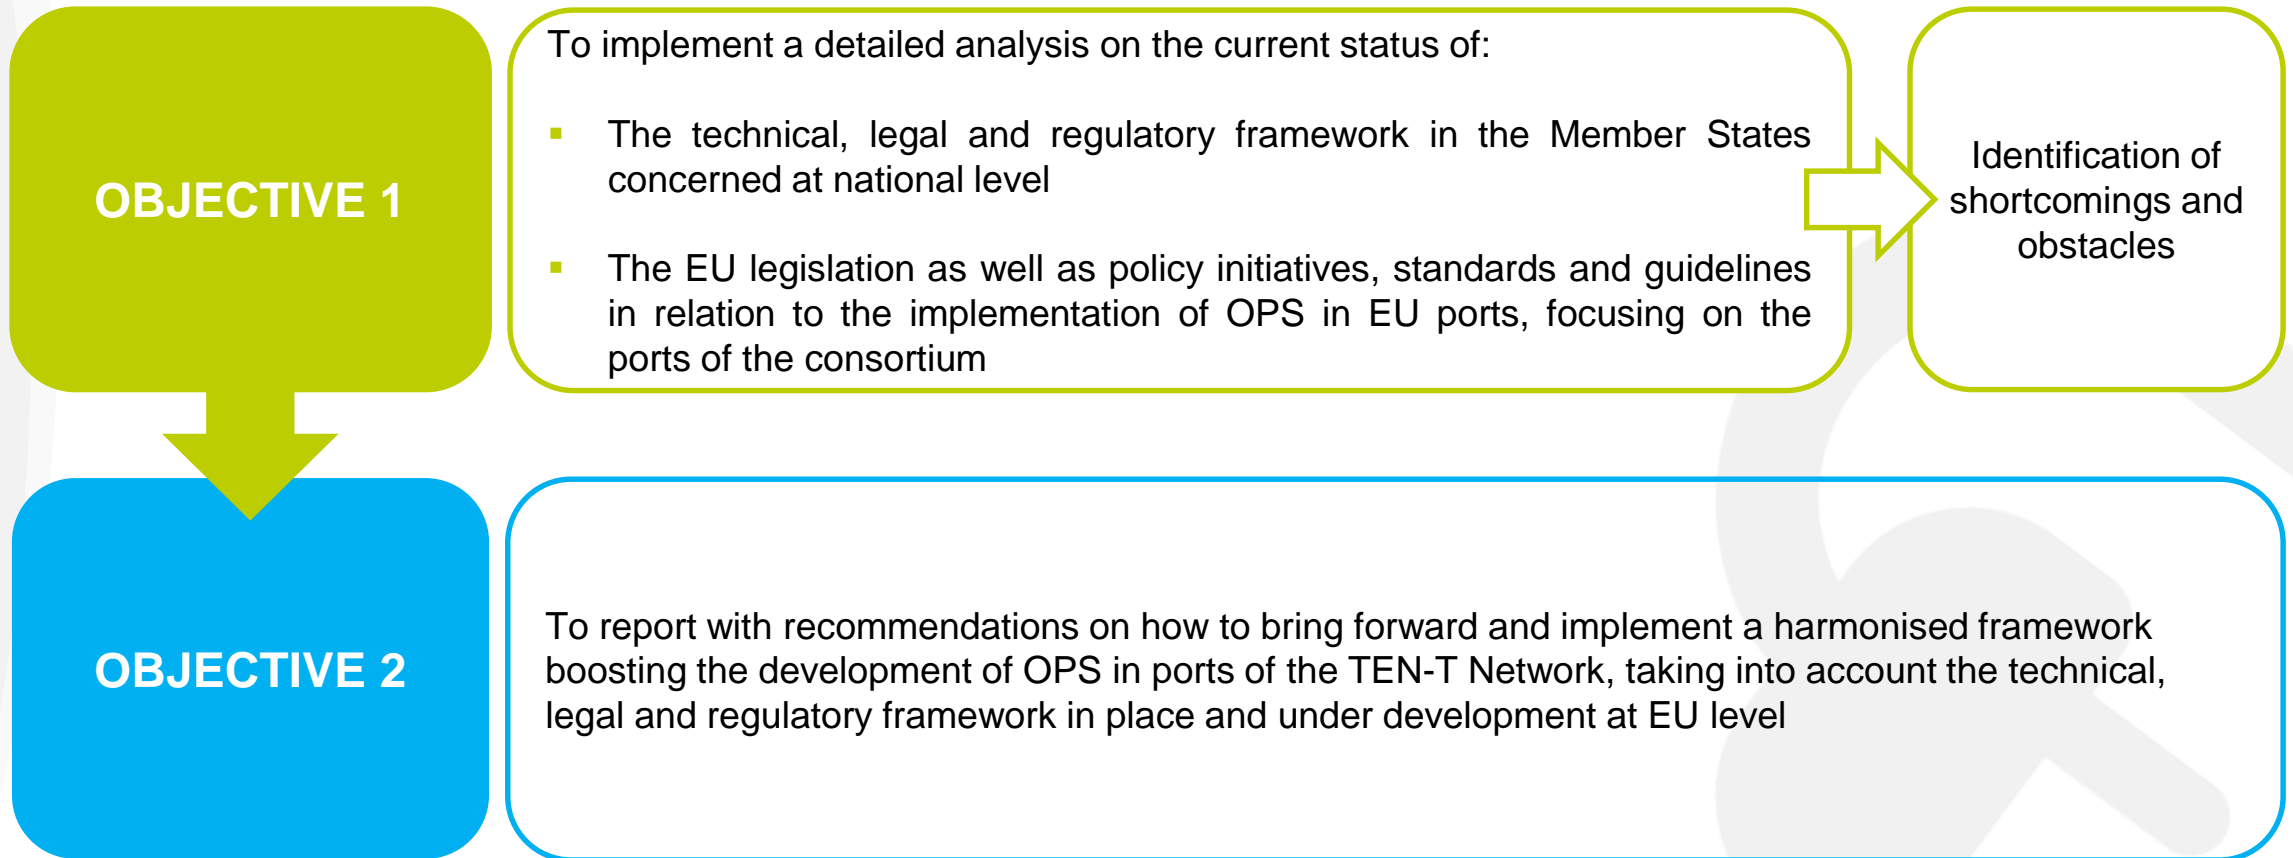 OBJECTIVE 1
To implement a detailed analysis on the current status of:
▪ The technical, legal and regulatory framework in the Member States
concerned at national level
▪ The EU legislation as well as policy initiatives, standards and guidelines
in relation to the implementation of OPS in EU ports, focusing on the
ports of the consortium
Identification of
shortcomings and
obstacles
OBJECTIVE 2
To report with recommendations on how to bring forward and implement a harmonised framework
boosting the development of OPS in ports of the TEN-T Network, taking into account the technical,
legal and regulatory framework in place and under development at EU level